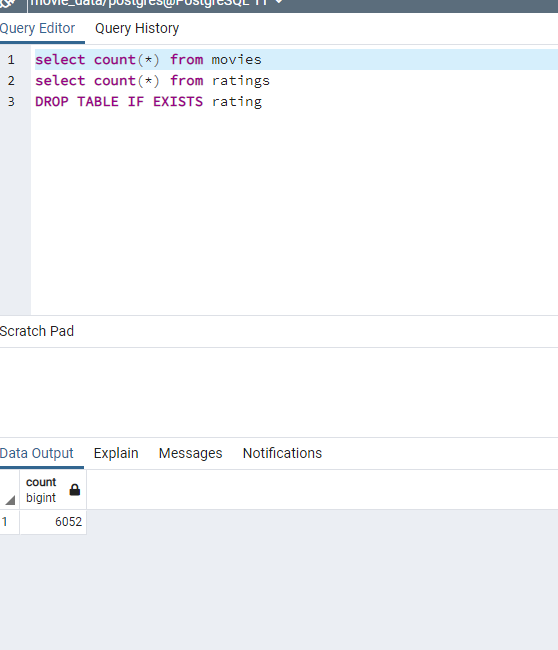 movie_data/postgres@PostgreSQL 11
Query Editor Query History
1 select count(*) from movies
2 select count(*) from ratings
3 DROP TABLE IF EXISTS rating
Scratch Pad
Data Output Explain Messages Notifications
count
bigint
1 6052